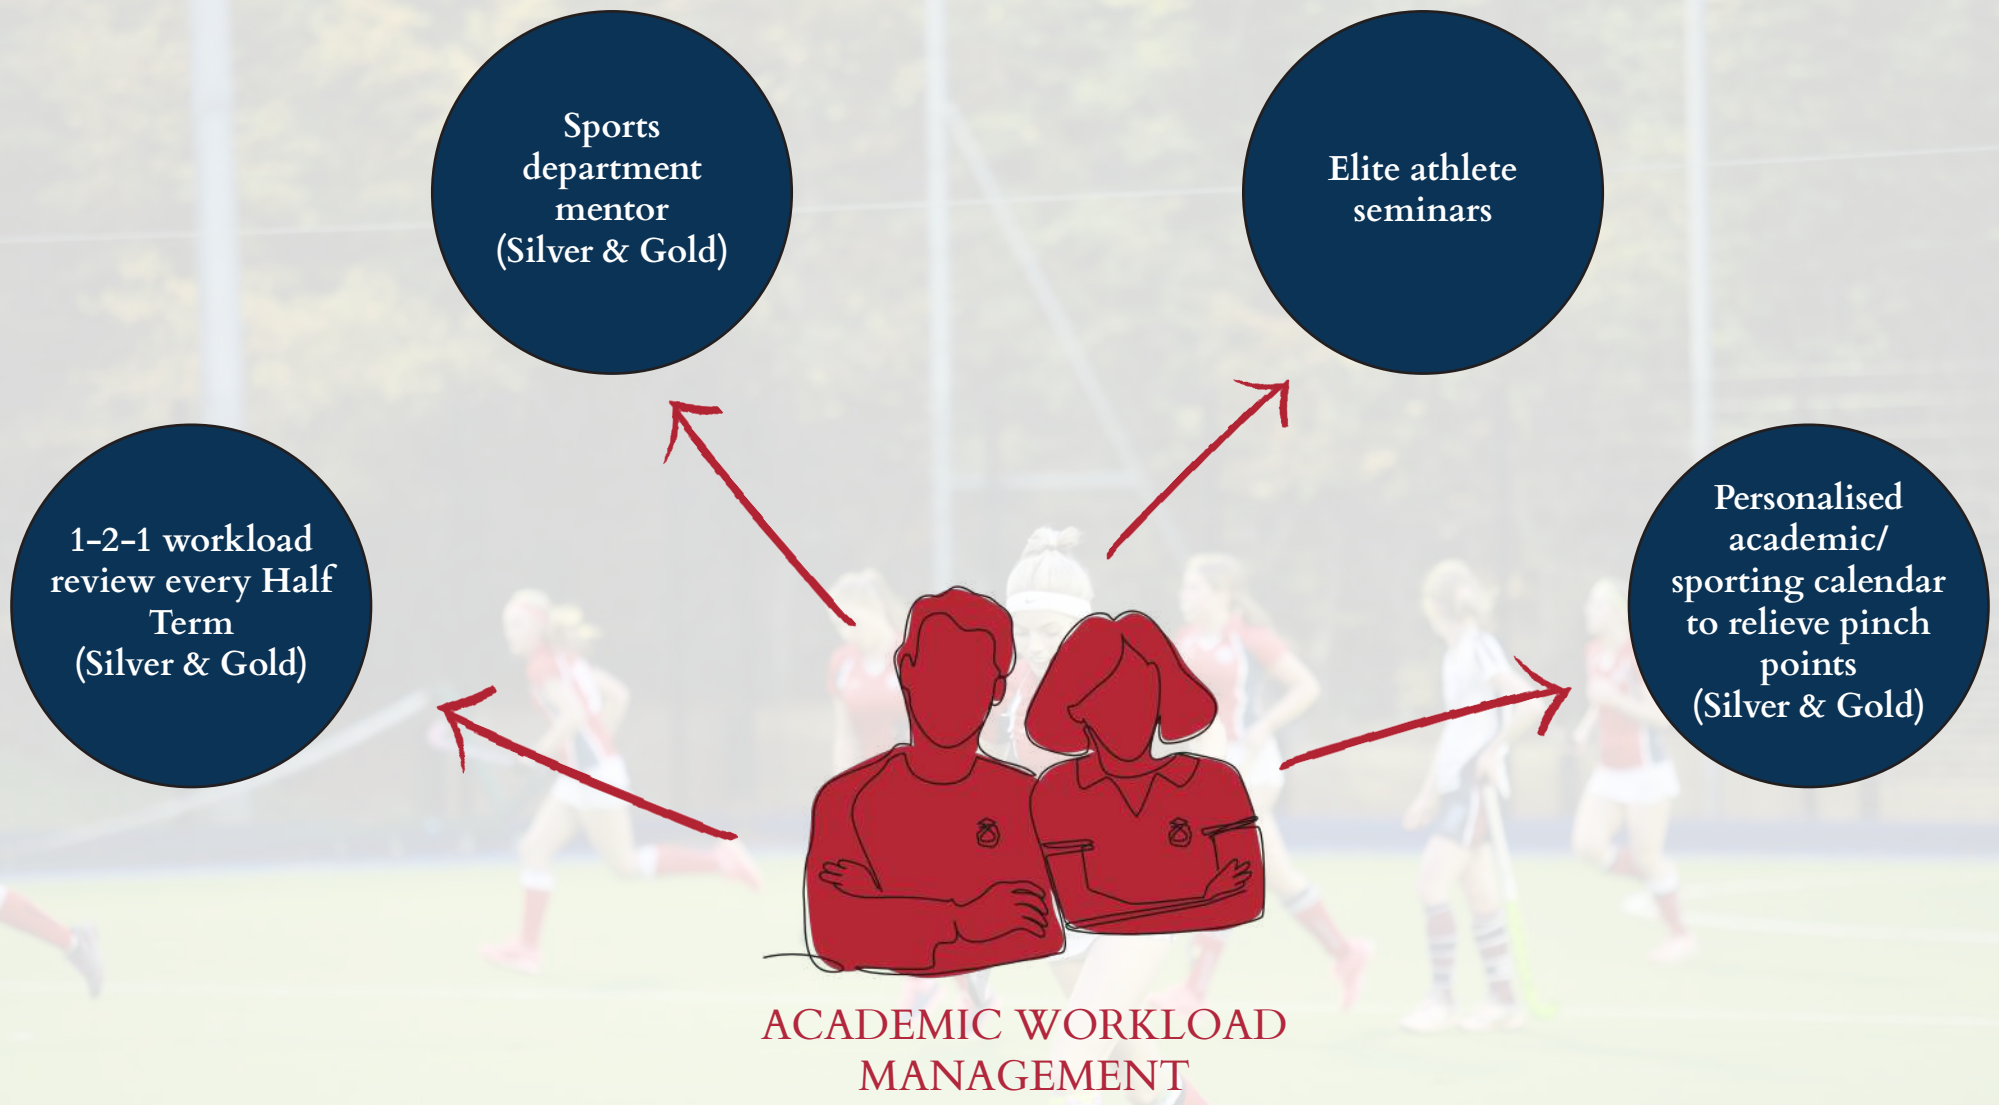 Sports
department
mentor
(Silver & Gold)
Elite athlete
seminars
1-2-1 workload
review every Half
Term
(Silver & Gold)
Personalised
academic/
sporting calendar
to relieve pinch
points
(Silver & Gold)
ACADEMIC WORKLOAD
MANAGEMENT